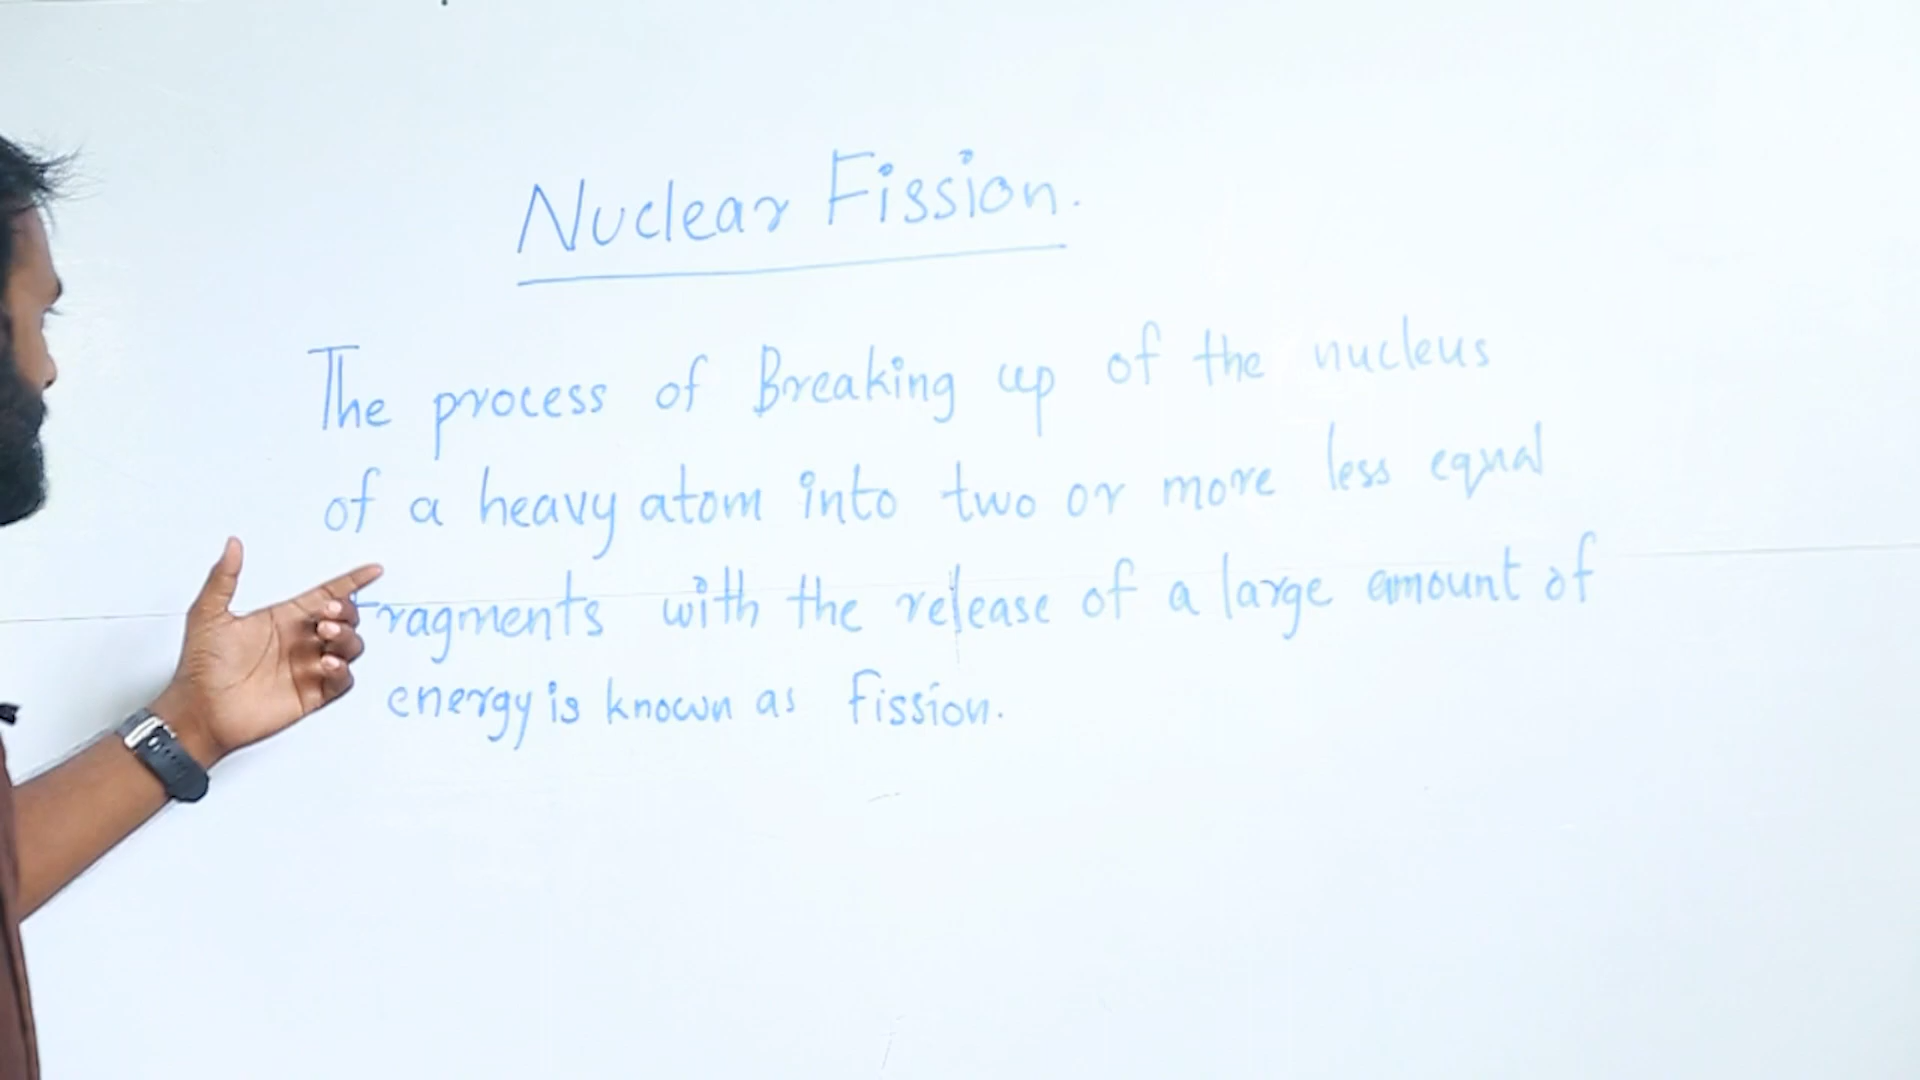 Nuclear Fission.
The process of Breaking up of the nucleus
of a heavy atom into two or more less equal
fragments with the release of a large amount of
energy is known as fission.